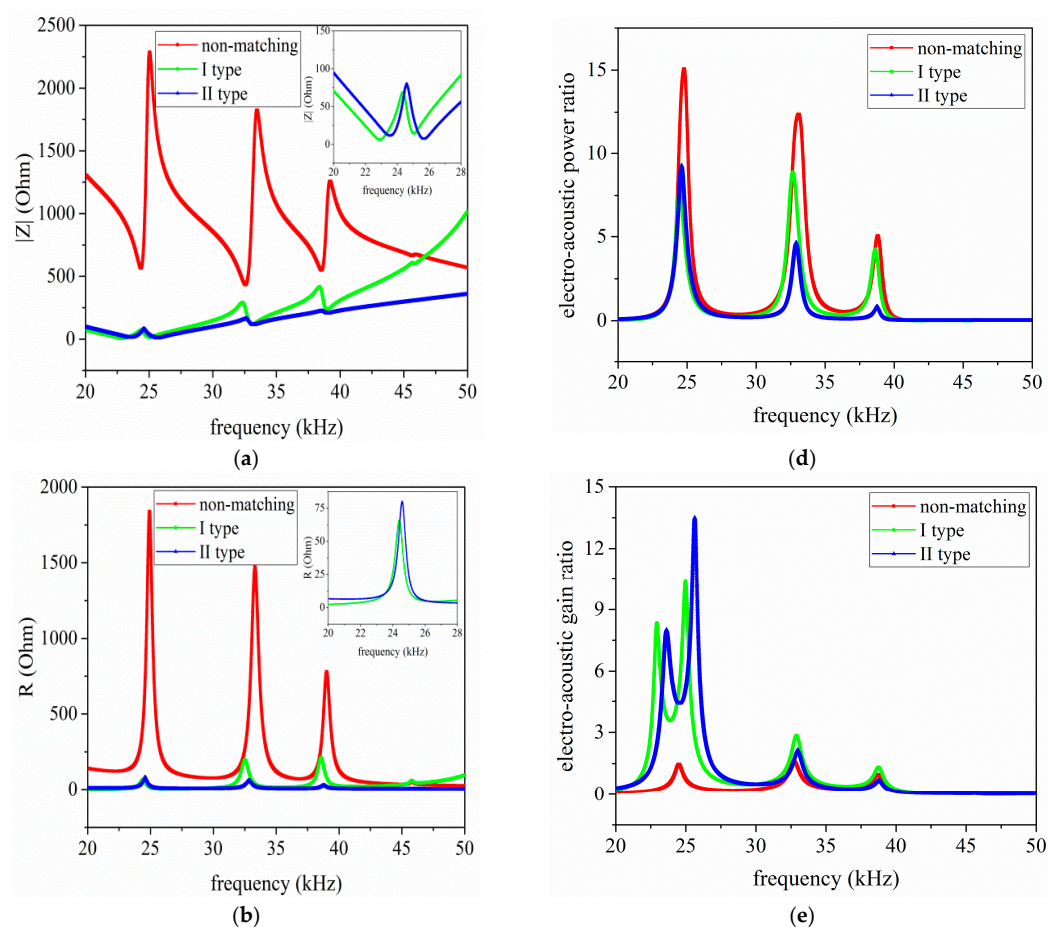 2500
2000
1500
1000
500
0
|Z| (Ohm)
non-matching
I type
II type
150
100
50
0
|Z| (Ohm)
20 22 24 26 28
frequency (kHz)
20 25 30 35 40 45 50
frequency (kHz)
(a)
15
10
5
0
electro-acoustic power ratio
non-matching
I type
II type
20 25 30 35 40 45 50
frequency (kHz)
(d)
2000
1500
1000
500
0
R (Ohm)
non-matching
I type
II type
75
50
25
0
R (Ohm)
20 22 24 26 28
frequency (kHz)
20 25 30 35 40 45 50
frequency (kHz)
(b)
15
12
9
6
3
0
electro-acoustic gain ratio
non-matching
I type
II type
20 25 30 35 40 45 50
frequency (kHz)
(e)